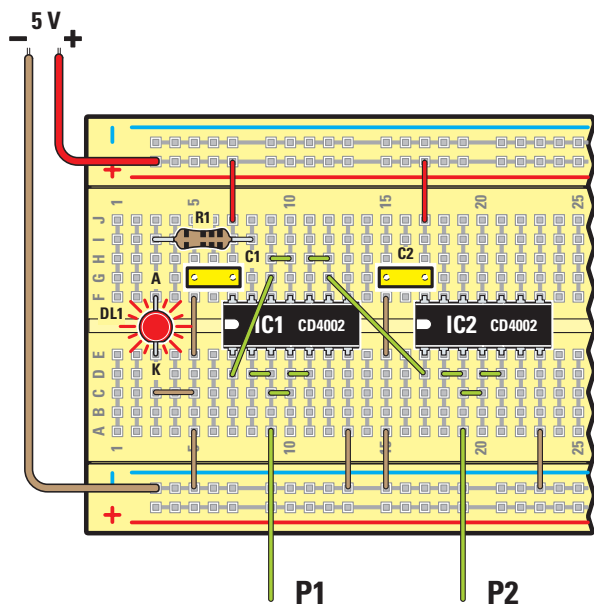 − 5 V +
−
+
1 5 10 15 20 25
J
I
H
G
F
R1
C1
C2
A
DL1
K
IC1 CD4002
IC2 CD4002
E
D
C
B
A
1 5 10 15 20 25
−
+
P1
P2